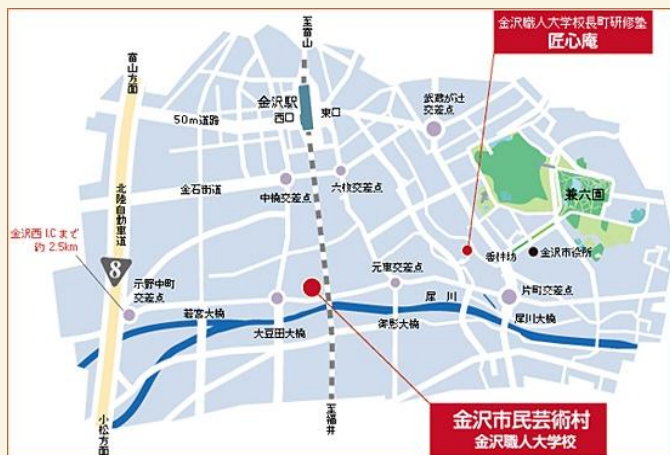 金沢職人大学校長町研修塾
匠心庵
至富山
富山方面
金沢駅
西口
東口
武蔵が辻
交差点
50m道路
金石街道
中橋交差点
六枚交差点
兼六園
北陸自動車道
金沢西I.Cまで
約2.5km
8
香林坊
金沢市役所
示野中町
交差点
元車交差点
片町交差点
若宮大橋
犀川
大豆田大橋
御影大橋
犀川大橋
小松方面
至福井
金沢市民芸術村
金沢職人大学校